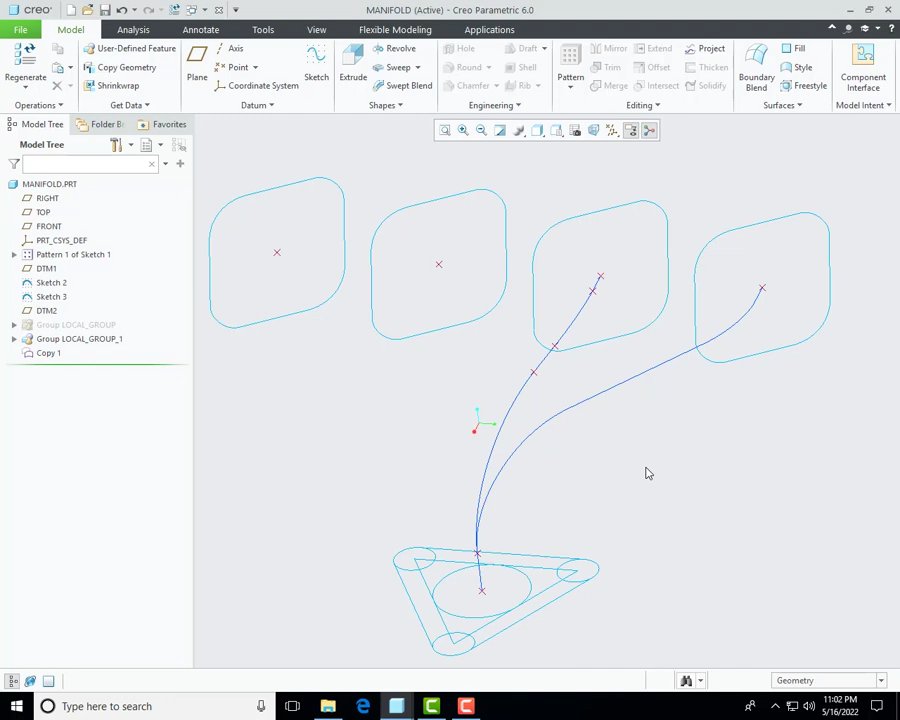 creo
MANIFOLD (Active) - Creo Parametric 6.0
File
Model
Analysis
Annotate
Tools
View
Flexible Modeling
Applications
Regenerate
User-Defined Feature
Copy Geometry
Shrinkwrap
Plane
Axis
Point
Coordinate System
Sketch
Extrude
Revolve
Sweep
Swept Blend
Hole
Round
Chamfer
Draft
Shell
Rib
Pattern
Mirror
Trim
Merge
Extend
Offset
Intersect
Project
Thicken
Solidify
Boundary
Blend
Fill
Style
Freestyle
Component
Interface
Operations
Get Data
Datum
Shapes
Engineering
Editing
Surfaces
Model Intent
Model Tree
Folder B
Favorites
Model Tree
MANIFOLD.PRT
RIGHT
TOP
FRONT
PRT_CSYS_DEF
Pattern 1 of Sketch 1
DTM1
Sketch 2
Sketch 3
DTM2
Group LOCAL_GROUP
Group LOCAL_GROUP_1
Copy 1
Geometry
Type here to search
11:02 PM
5/16/2022